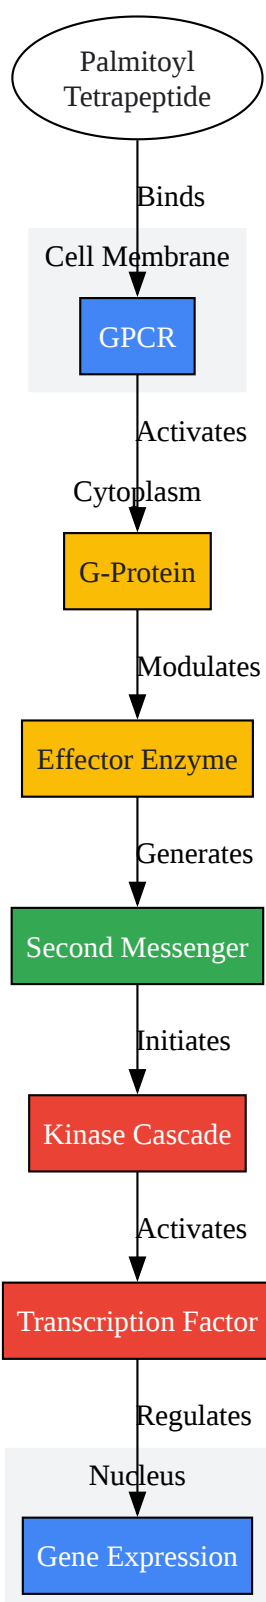 Palmitoyl
Tetrapeptide
Binds
Cell Membrane
GPCR
Activates
Cytoplasm
G-Protein
Modulates
Effector Enzyme
Generates
Second Messenger
Initiates
Kinase Cascade
Activates
Transcription Factor
Regulates
Nucleus
Gene Expression